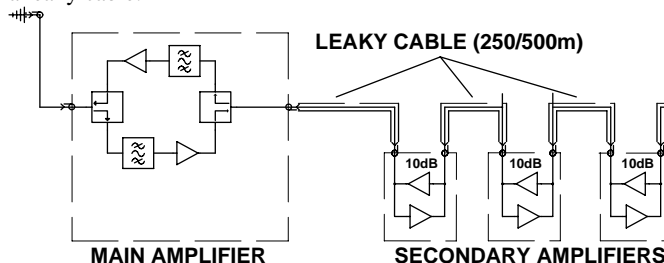 LEAKY CABLE (250/500m)
10dB
10dB
10dB
MAIN AMPLIFIER
SECONDARY AMPLIFIERS